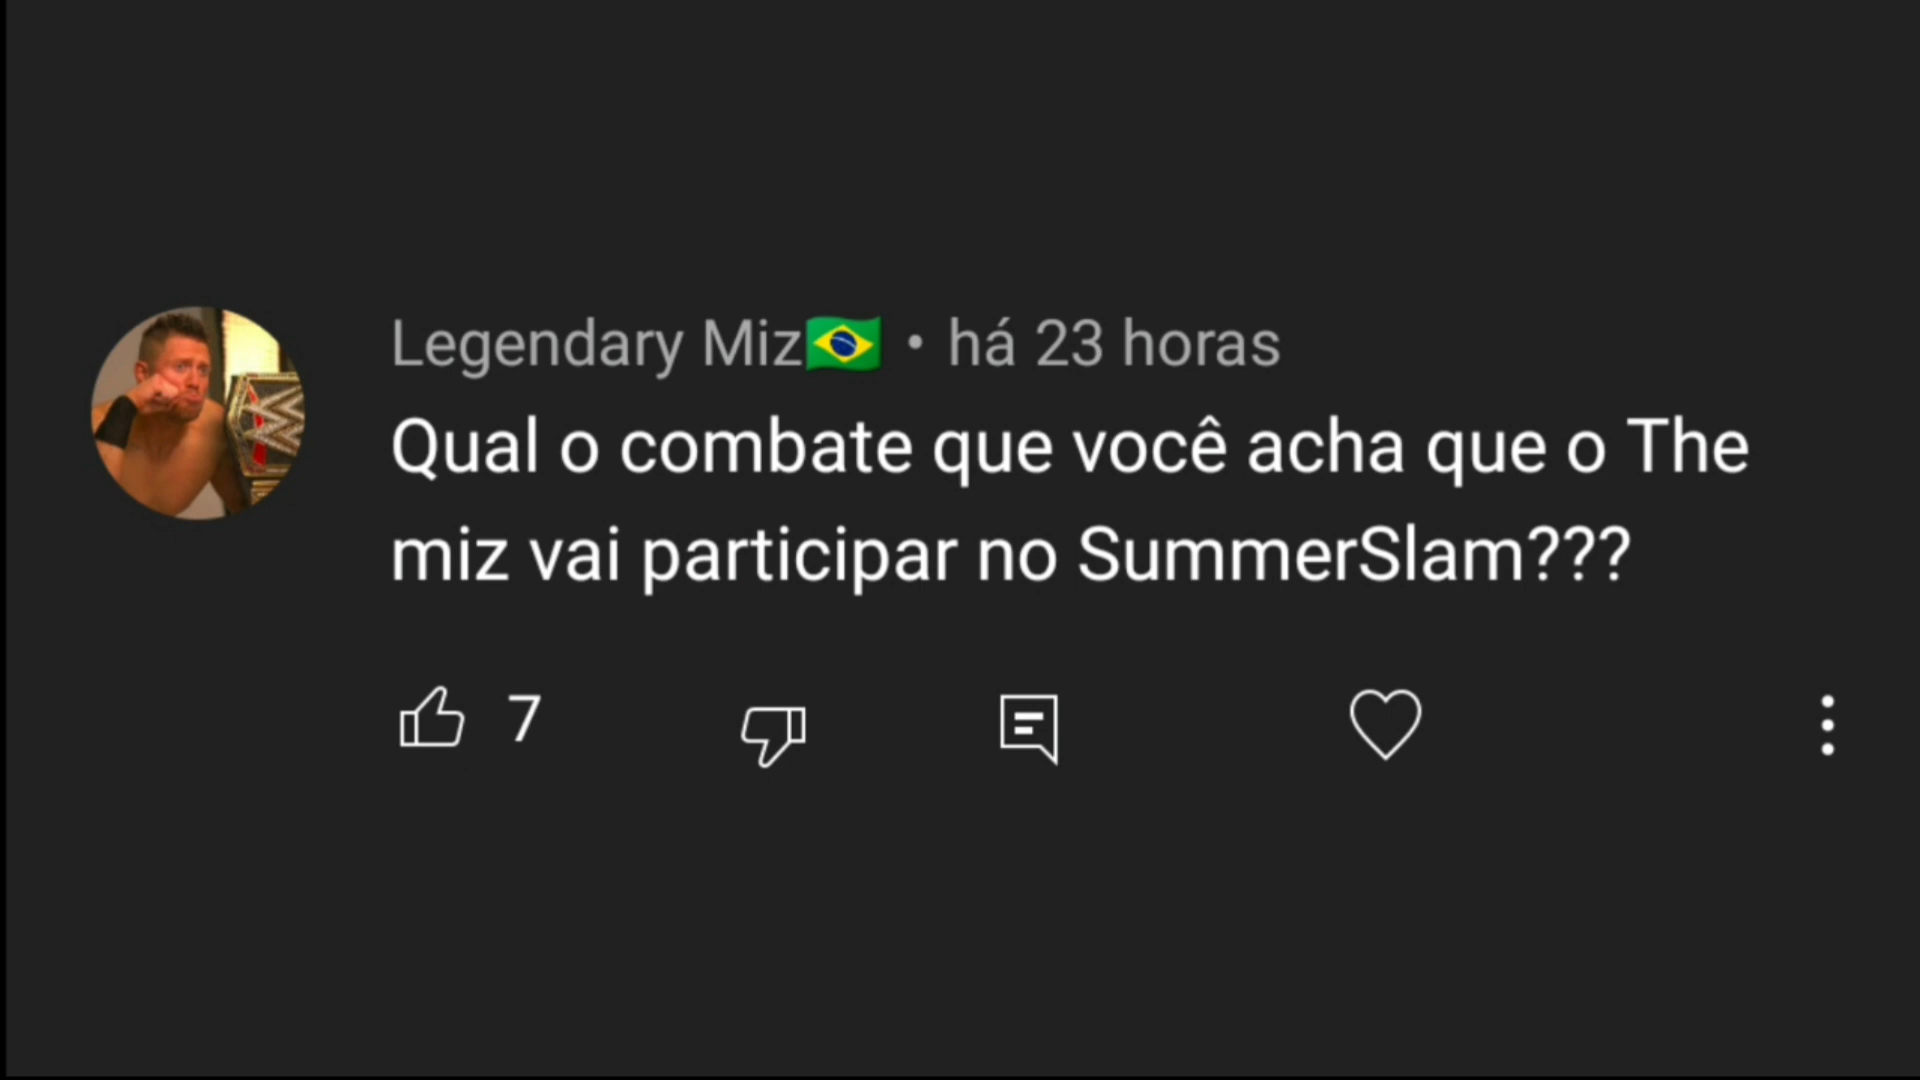 Legendary Miz🇧🇷 • há 23 horas
Qual o combate que você acha que o The
miz vai participar no SummerSlam???
7